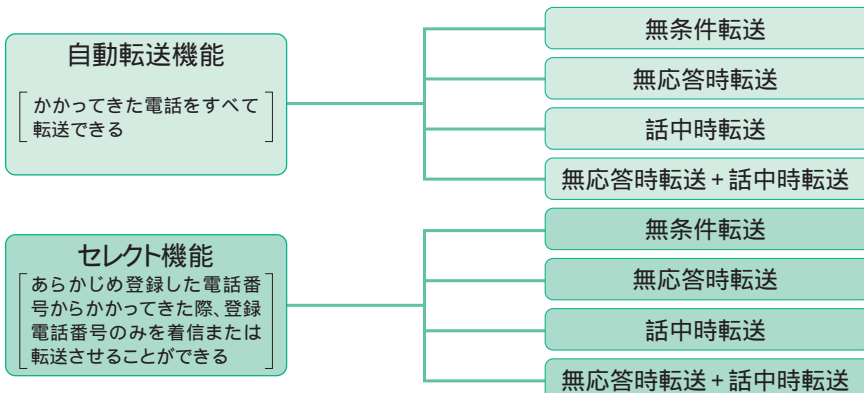 自動転送機能
かかってきた電話をすべて
転送できる
無条件転送
無応答時転送
話中時転送
無応答時転送+話中時転送
セレクト機能
あらかじめ登録した電話番
号からかかってきた際、登録
電話番号のみを着信または
転送させることができる
無条件転送
無応答時転送
話中時転送
無応答時転送+話中時転送